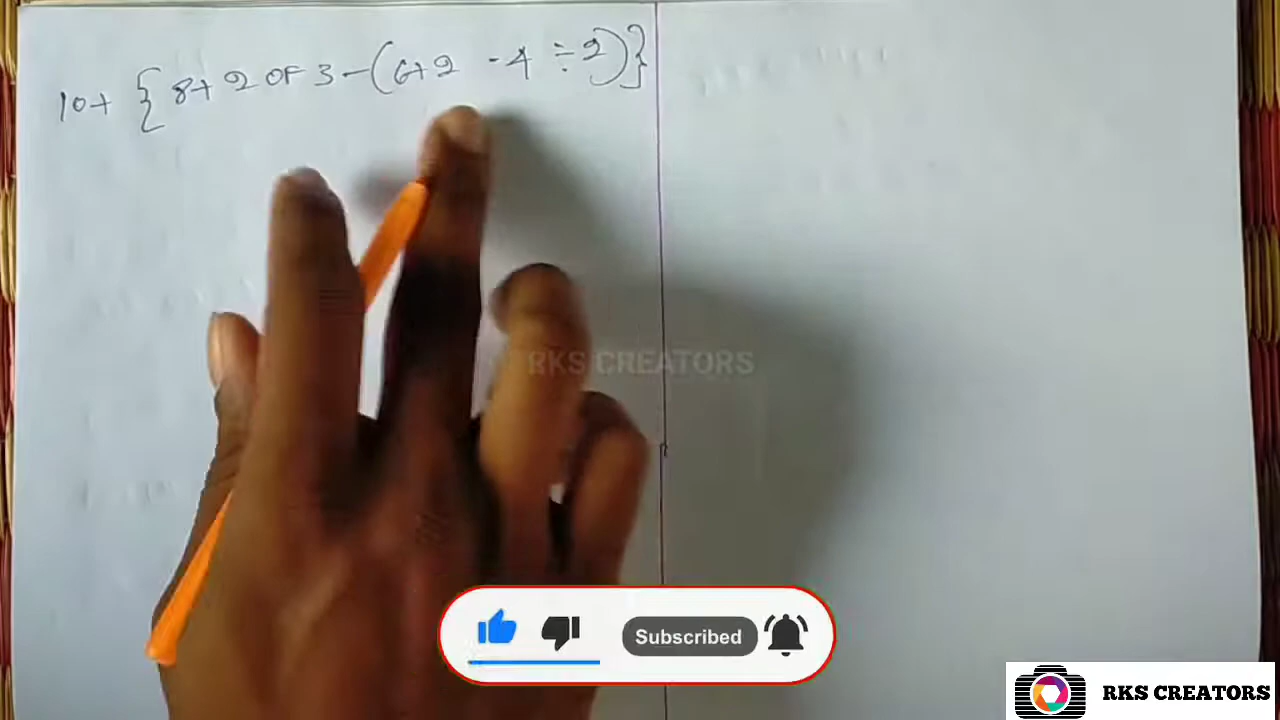 10+ {8+ 2 OF 3 - (6+2 - 4 ÷ 2)}
RKS CREATORS
Subscribed
RKS CREATORS